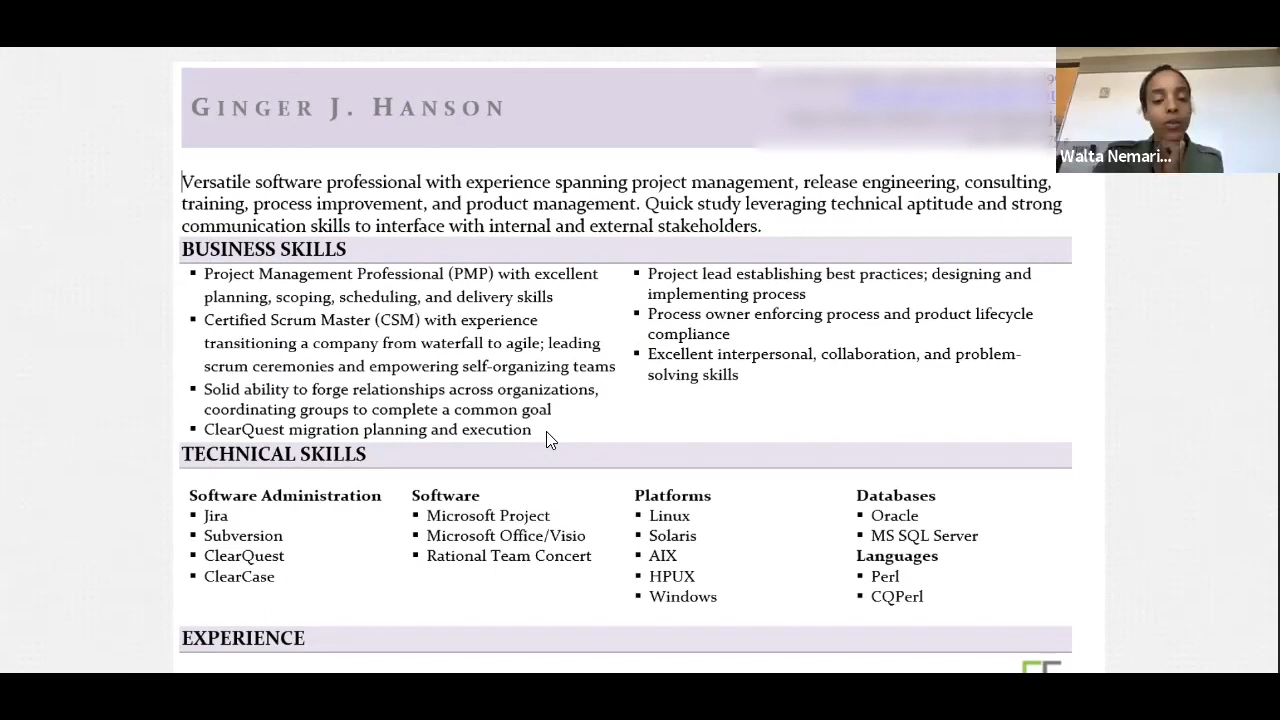 GINGER J. HANSON
Walta Nemari...
Versatile software professional with experience spanning project management, release engineering, consulting,
training, process improvement, and product management. Quick study leveraging technical aptitude and strong
communication skills to interface with internal and external stakeholders.
BUSINESS SKILLS
▪ Project Management Professional (PMP) with excellent
planning, scoping, scheduling, and delivery skills
▪ Certified Scrum Master (CSM) with experience
transitioning a company from waterfall to agile; leading
scrum ceremonies and empowering self-organizing teams
▪ Solid ability to forge relationships across organizations,
coordinating groups to complete a common goal
▪ ClearQuest migration planning and execution
▪ Project lead establishing best practices; designing and
implementing process
▪ Process owner enforcing process and product lifecycle
compliance
▪ Excellent interpersonal, collaboration, and problem-
solving skills
TECHNICAL SKILLS
Software Administration
▪ Jira
▪ Subversion
▪ ClearQuest
▪ ClearCase
Software
▪ Microsoft Project
▪ Microsoft Office/Visio
▪ Rational Team Concert
Platforms
▪ Linux
▪ Solaris
▪ AIX
▪ HPUX
▪ Windows
Databases
▪ Oracle
▪ MS SQL Server
Languages
▪ Perl
▪ CQPerl
EXPERIENCE